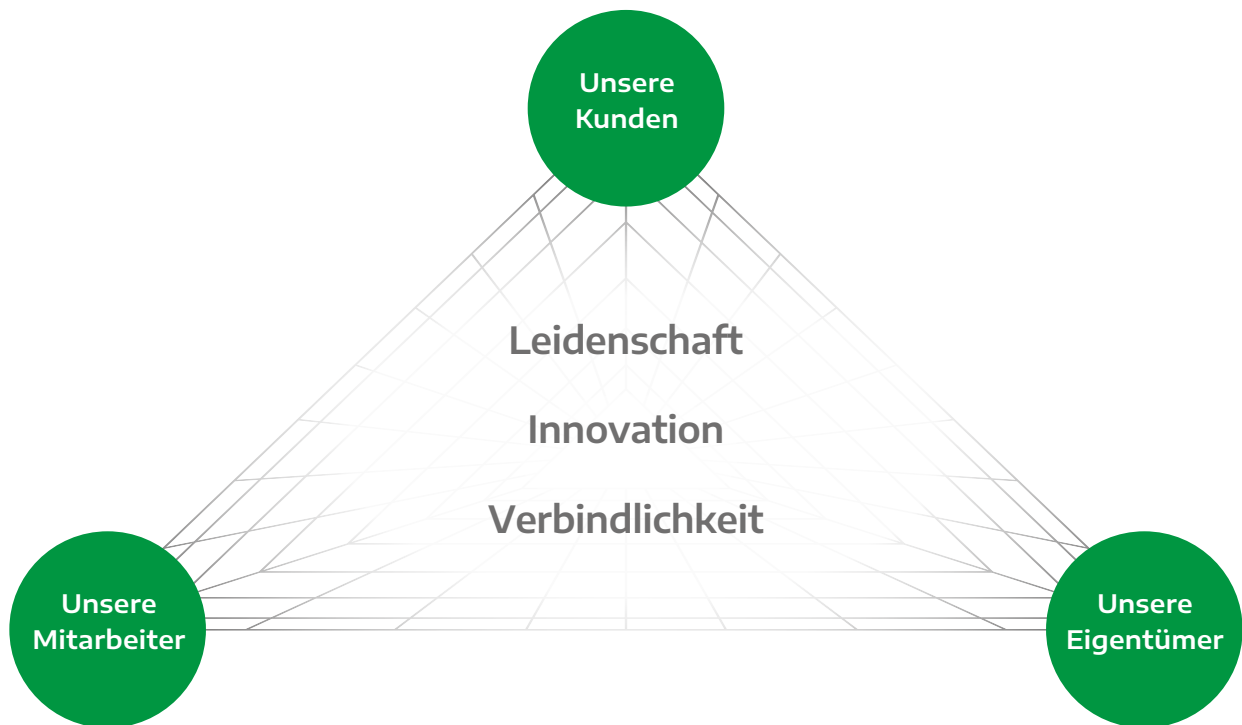 Unsere
Kunden
Leidenschaft
Innovation
Verbindlichkeit
Unsere
Mitarbeiter
Unsere
Eigentümer